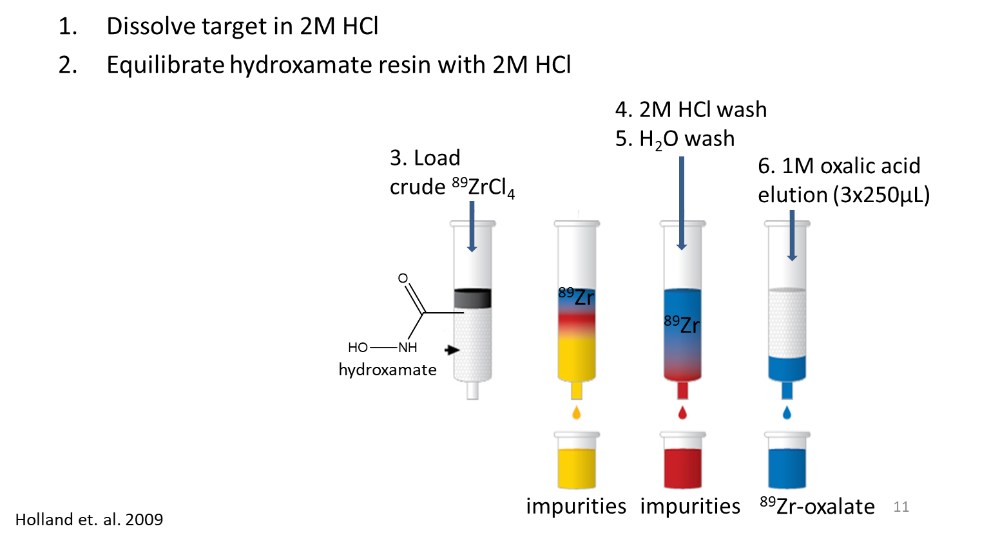 1. Dissolve target in 2M HCl
2. Equilibrate hydroxamate resin with 2M HCl
4. 2M HCl wash
5. H₂O wash
3. Load
crude ⁸⁹ZrCl₄
6. 1M oxalic acid
elution (3x250µL)
O
HO NH
hydroxamate
⁸⁹Zr
⁸⁹Zr
impurities
impurities
⁸⁹Zr-oxalate
11
Holland et. al. 2009